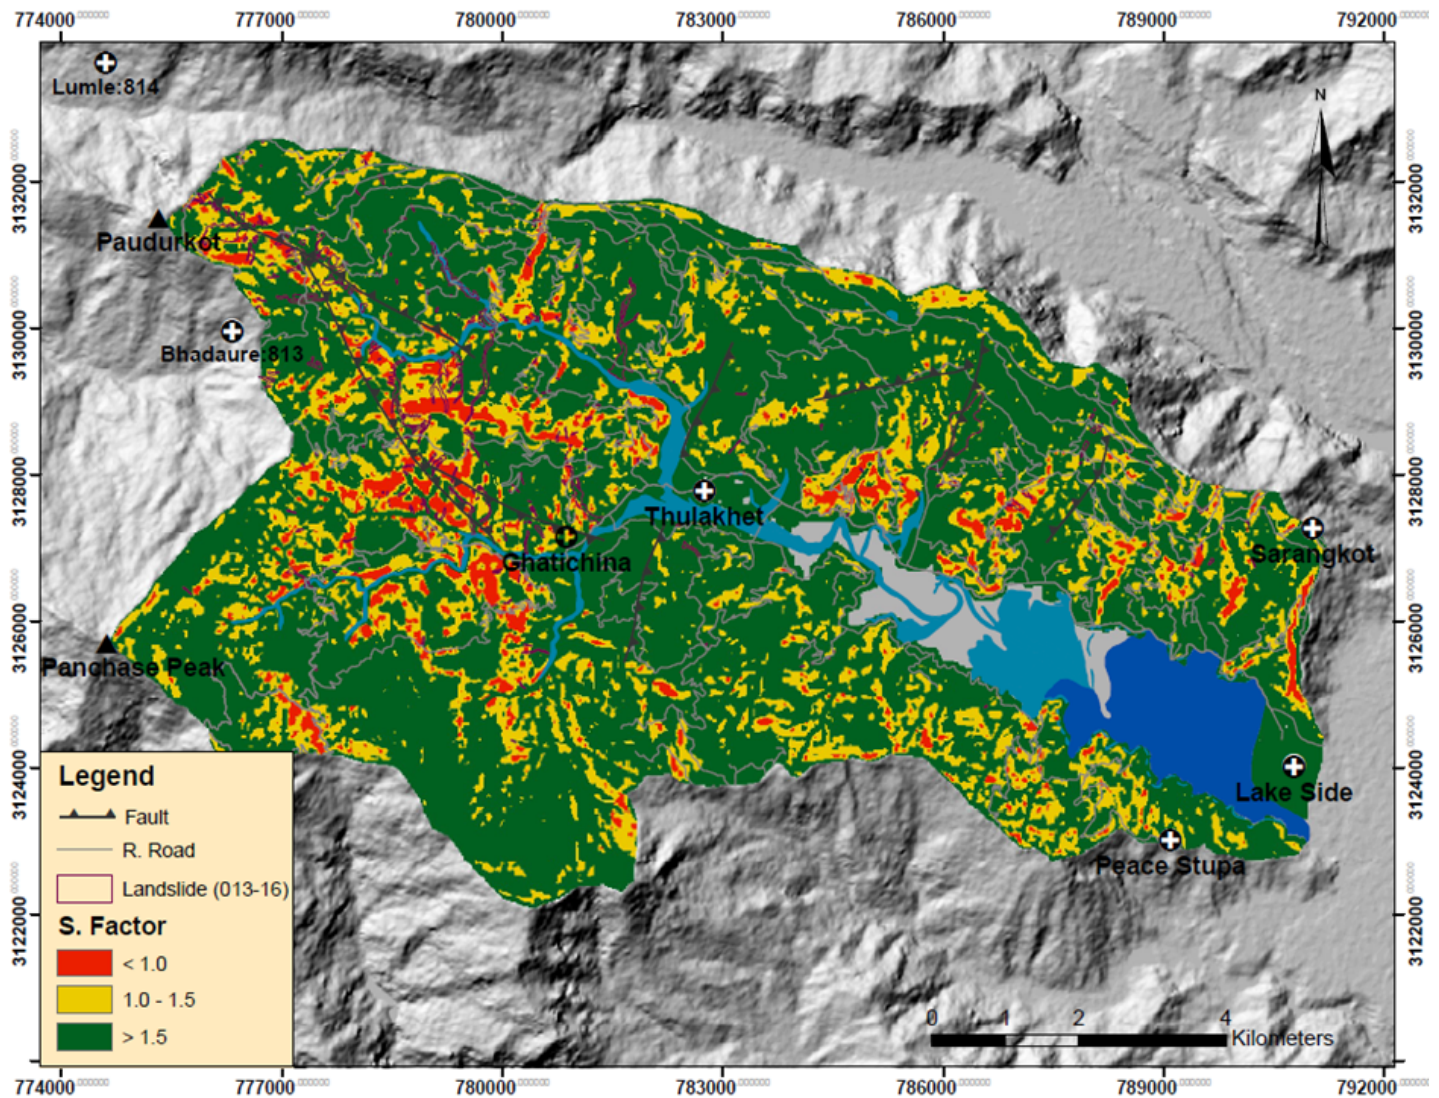 774000 777000 780000 783000 786000 789000 792000
Lumle:814
N
3132000
3132000
Paudurkot
3130000
3130000
Bhadaure:813
3128000
3128000
Thulakhet
Sarangkot
Ghatichina
3126000
3126000
Panchase Peak
3124000
3124000
Lake Side
Peace Stupa
3122000
3122000
Legend
Fault
R. Road
Landslide (013-16)
S. Factor
< 1.0
1.0 - 1.5
> 1.5
0 1 2 4
Kilometers
774000 777000 780000 783000 786000 789000 792000